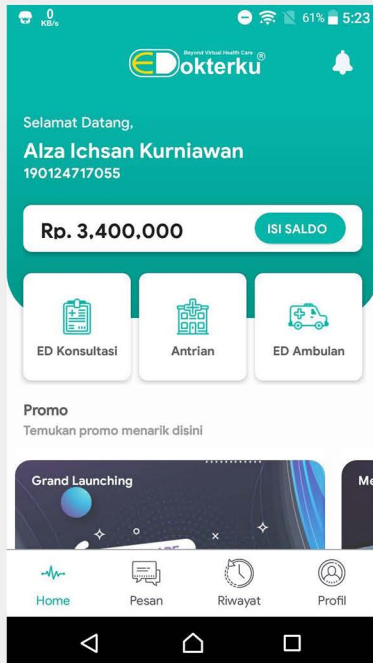 0
KB/s
61%
5:23
Beyond Virtual Health Care
EDokterku®
Selamat Datang,
Alza Ichsan Kurniawan
190124717055
Rp. 3,400,000
ISI SALDO
ED Konsultasi
Antrian
ED Ambulan
Promo
Temukan promo menarik disini
Grand Launching
Me
Home
Pesan
Riwayat
Profil